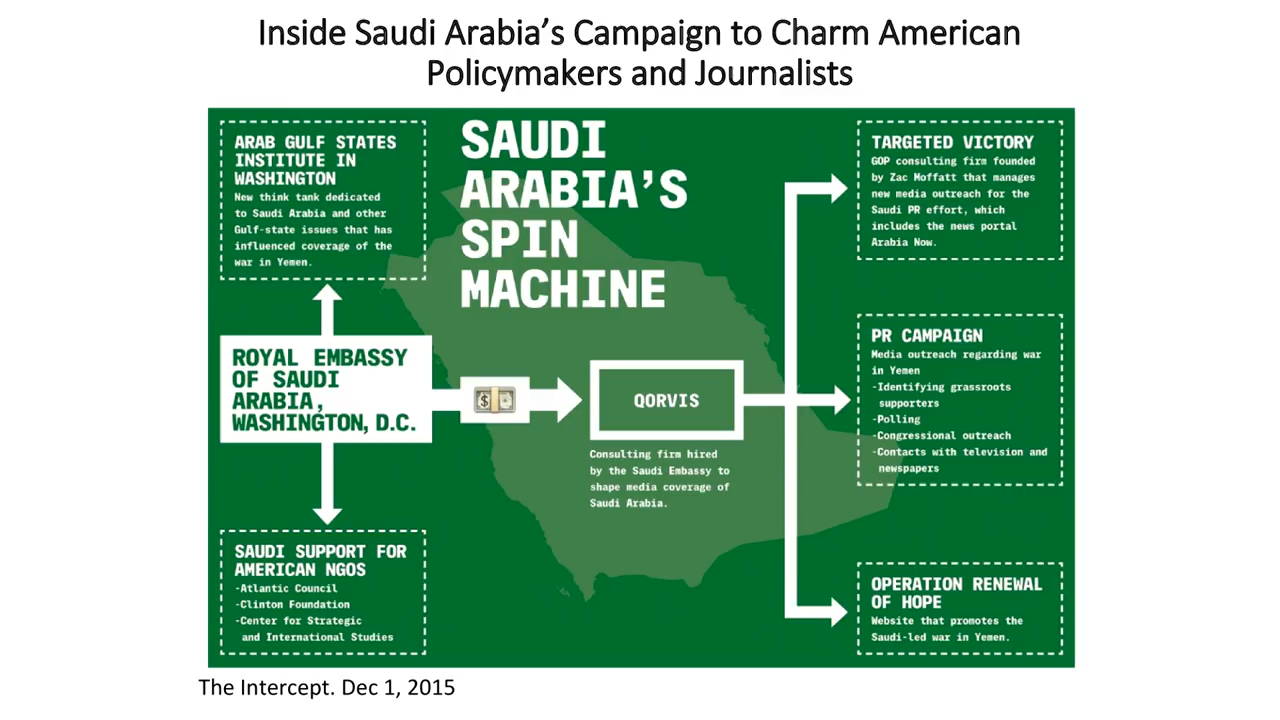 Inside Saudi Arabia’s Campaign to Charm American
Policymakers and Journalists
ARAB GULF STATES
INSTITUTE IN
WASHINGTON
New think tank dedicated
to Saudi Arabia and other
Gulf-state issues that has
influenced coverage of the
war in Yemen.
SAUDI
ARABIA’S
SPIN
MACHINE
TARGETED VICTORY
GOP consulting firm founded
by Zac Moffatt that manages
new media outreach for the
Saudi PR effort, which
includes the news portal
Arabia Now.
ROYAL EMBASSY
OF SAUDI
ARABIA,
WASHINGTON, D.C.
$
QORVIS
Consulting firm hired
by the Saudi Embassy to
shape media coverage of
Saudi Arabia.
PR CAMPAIGN
Media outreach regarding war
in Yemen
-Identifying grassroots
supporters
-Polling
-Congressional outreach
-Contacts with television and
newspapers
SAUDI SUPPORT FOR
AMERICAN NGOS
-Atlantic Council
-Clinton Foundation
-Center for Strategic
and International Studies
OPERATION RENEWAL
OF HOPE
Website that promotes the
Saudi-led war in Yemen.
The Intercept. Dec 1, 2015